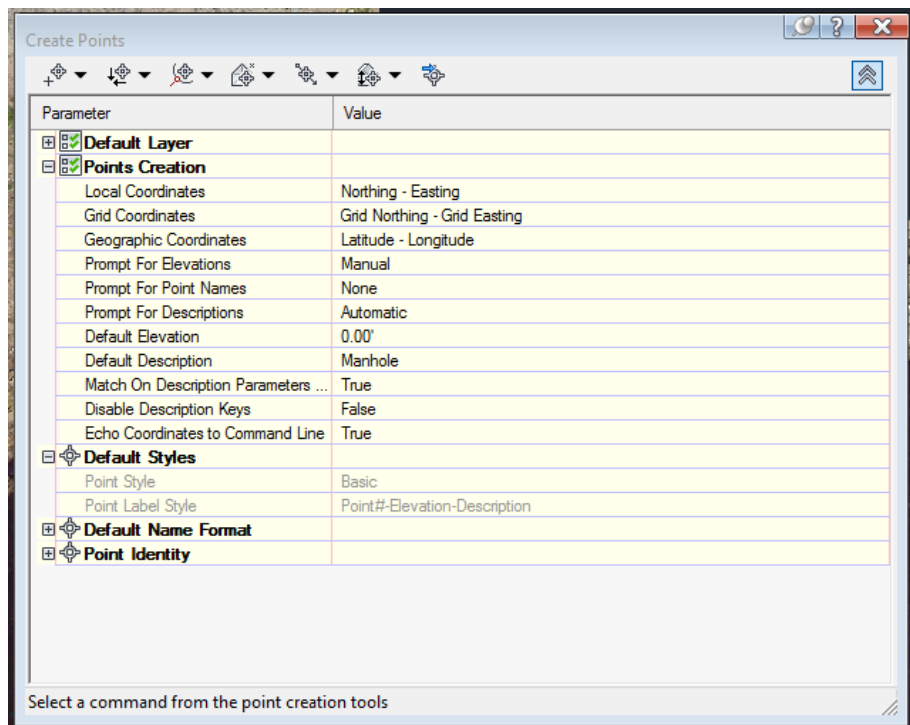 Create Points
Parameter Value
Default Layer
Points Creation
Local Coordinates Northing - Easting
Grid Coordinates Grid Northing - Grid Easting
Geographic Coordinates Latitude - Longitude
Prompt For Elevations Manual
Prompt For Point Names None
Prompt For Descriptions Automatic
Default Elevation 0.00'
Default Description Manhole
Match On Description Parameters ... True
Disable Description Keys False
Echo Coordinates to Command Line True
Default Styles
Point Style Basic
Point Label Style Point#-Elevation-Description
Default Name Format
Point Identity
Select a command from the point creation tools